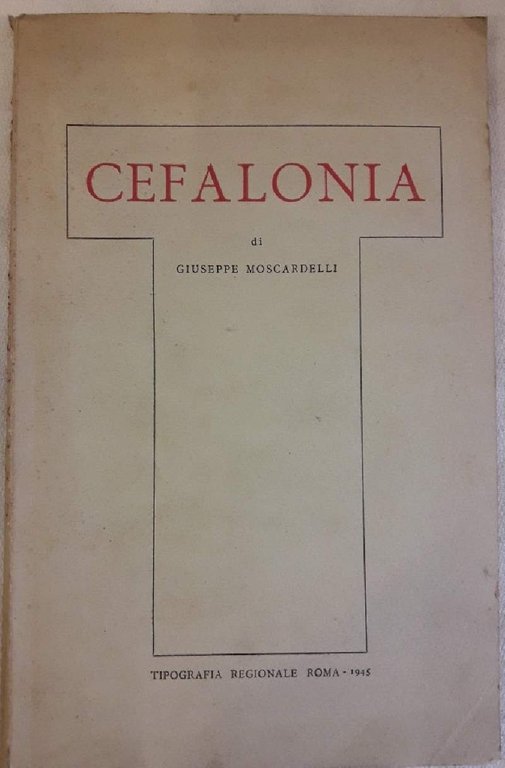 CEFALONIA
di
GIUSEPPE MOSCARDELLI
TIPOGRAFIA REGIONALE ROMA - 1945